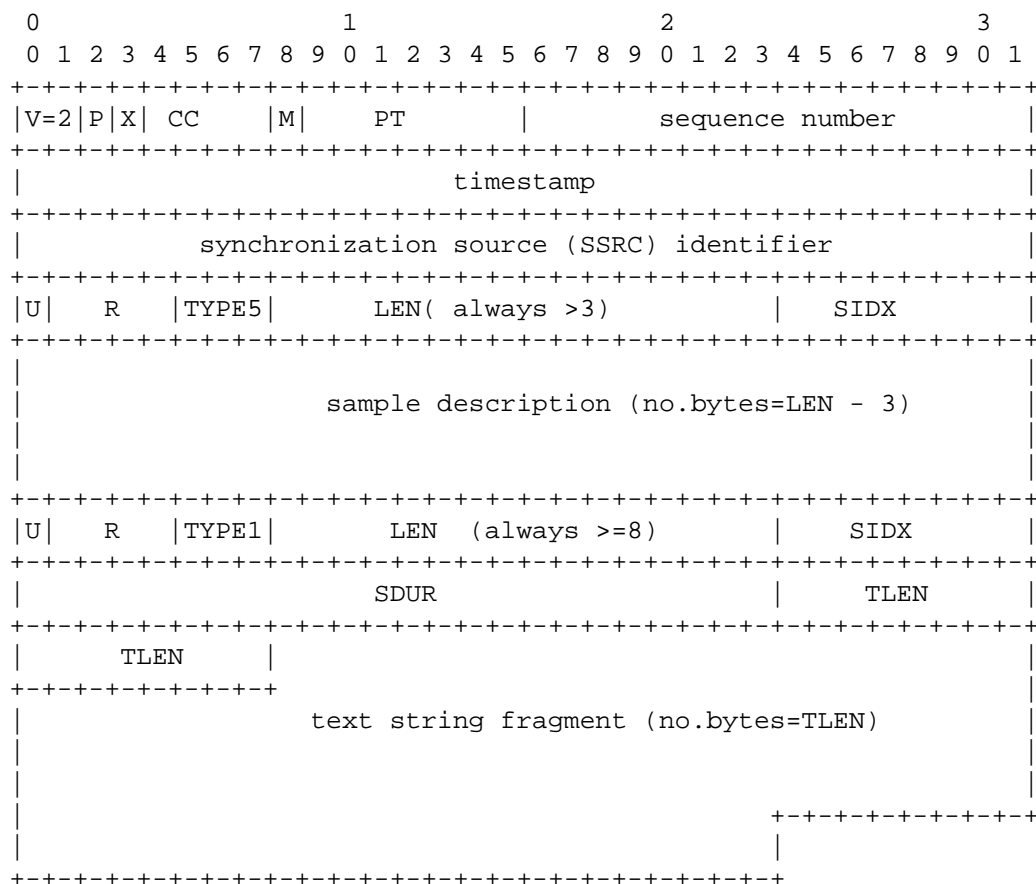 0                   1                   2                   3
 0 1 2 3 4 5 6 7 8 9 0 1 2 3 4 5 6 7 8 9 0 1 2 3 4 5 6 7 8 9 0 1
+-+-+-+-+-+-+-+-+-+-+-+-+-+-+-+-+-+-+-+-+-+-+-+-+-+-+-+-+-+-+-+-+
|V=2|P|X| CC    |M|    PT       |        sequence number        |
+-+-+-+-+-+-+-+-+-+-+-+-+-+-+-+-+-+-+-+-+-+-+-+-+-+-+-+-+-+-+-+-+
|                           timestamp                           |
+-+-+-+-+-+-+-+-+-+-+-+-+-+-+-+-+-+-+-+-+-+-+-+-+-+-+-+-+-+-+-+-+
|           synchronization source (SSRC) identifier            |
+-+-+-+-+-+-+-+-+-+-+-+-+-+-+-+-+-+-+-+-+-+-+-+-+-+-+-+-+-+-+-+-+
|U|   R   |TYPE5|      LEN( always >3)          |   SIDX        |
+-+-+-+-+-+-+-+-+-+-+-+-+-+-+-+-+-+-+-+-+-+-+-+-+-+-+-+-+-+-+-+-+
|                                                               |
|                   sample description (no.bytes=LEN - 3)       |
|                                                               |
|                                                               |
+-+-+-+-+-+-+-+-+-+-+-+-+-+-+-+-+-+-+-+-+-+-+-+-+-+-+-+-+-+-+-+-+
|U|   R   |TYPE1|       LEN  (always >=8)       |    SIDX       |
+-+-+-+-+-+-+-+-+-+-+-+-+-+-+-+-+-+-+-+-+-+-+-+-+-+-+-+-+-+-+-+-+
|                      SDUR                     |     TLEN      |
+-+-+-+-+-+-+-+-+-+-+-+-+-+-+-+-+-+-+-+-+-+-+-+-+-+-+-+-+-+-+-+-+
|      TLEN     |                                               |
+-+-+-+-+-+-+-+-+                                               |
|                  text string fragment (no.bytes=TLEN)         |
|                                                               |
|                                                               |
|                                               +-+-+-+-+-+-+-+-+
|                                               |
+-+-+-+-+-+-+-+-+-+-+-+-+-+-+-+-+-+-+-+-+-+-+-+-+